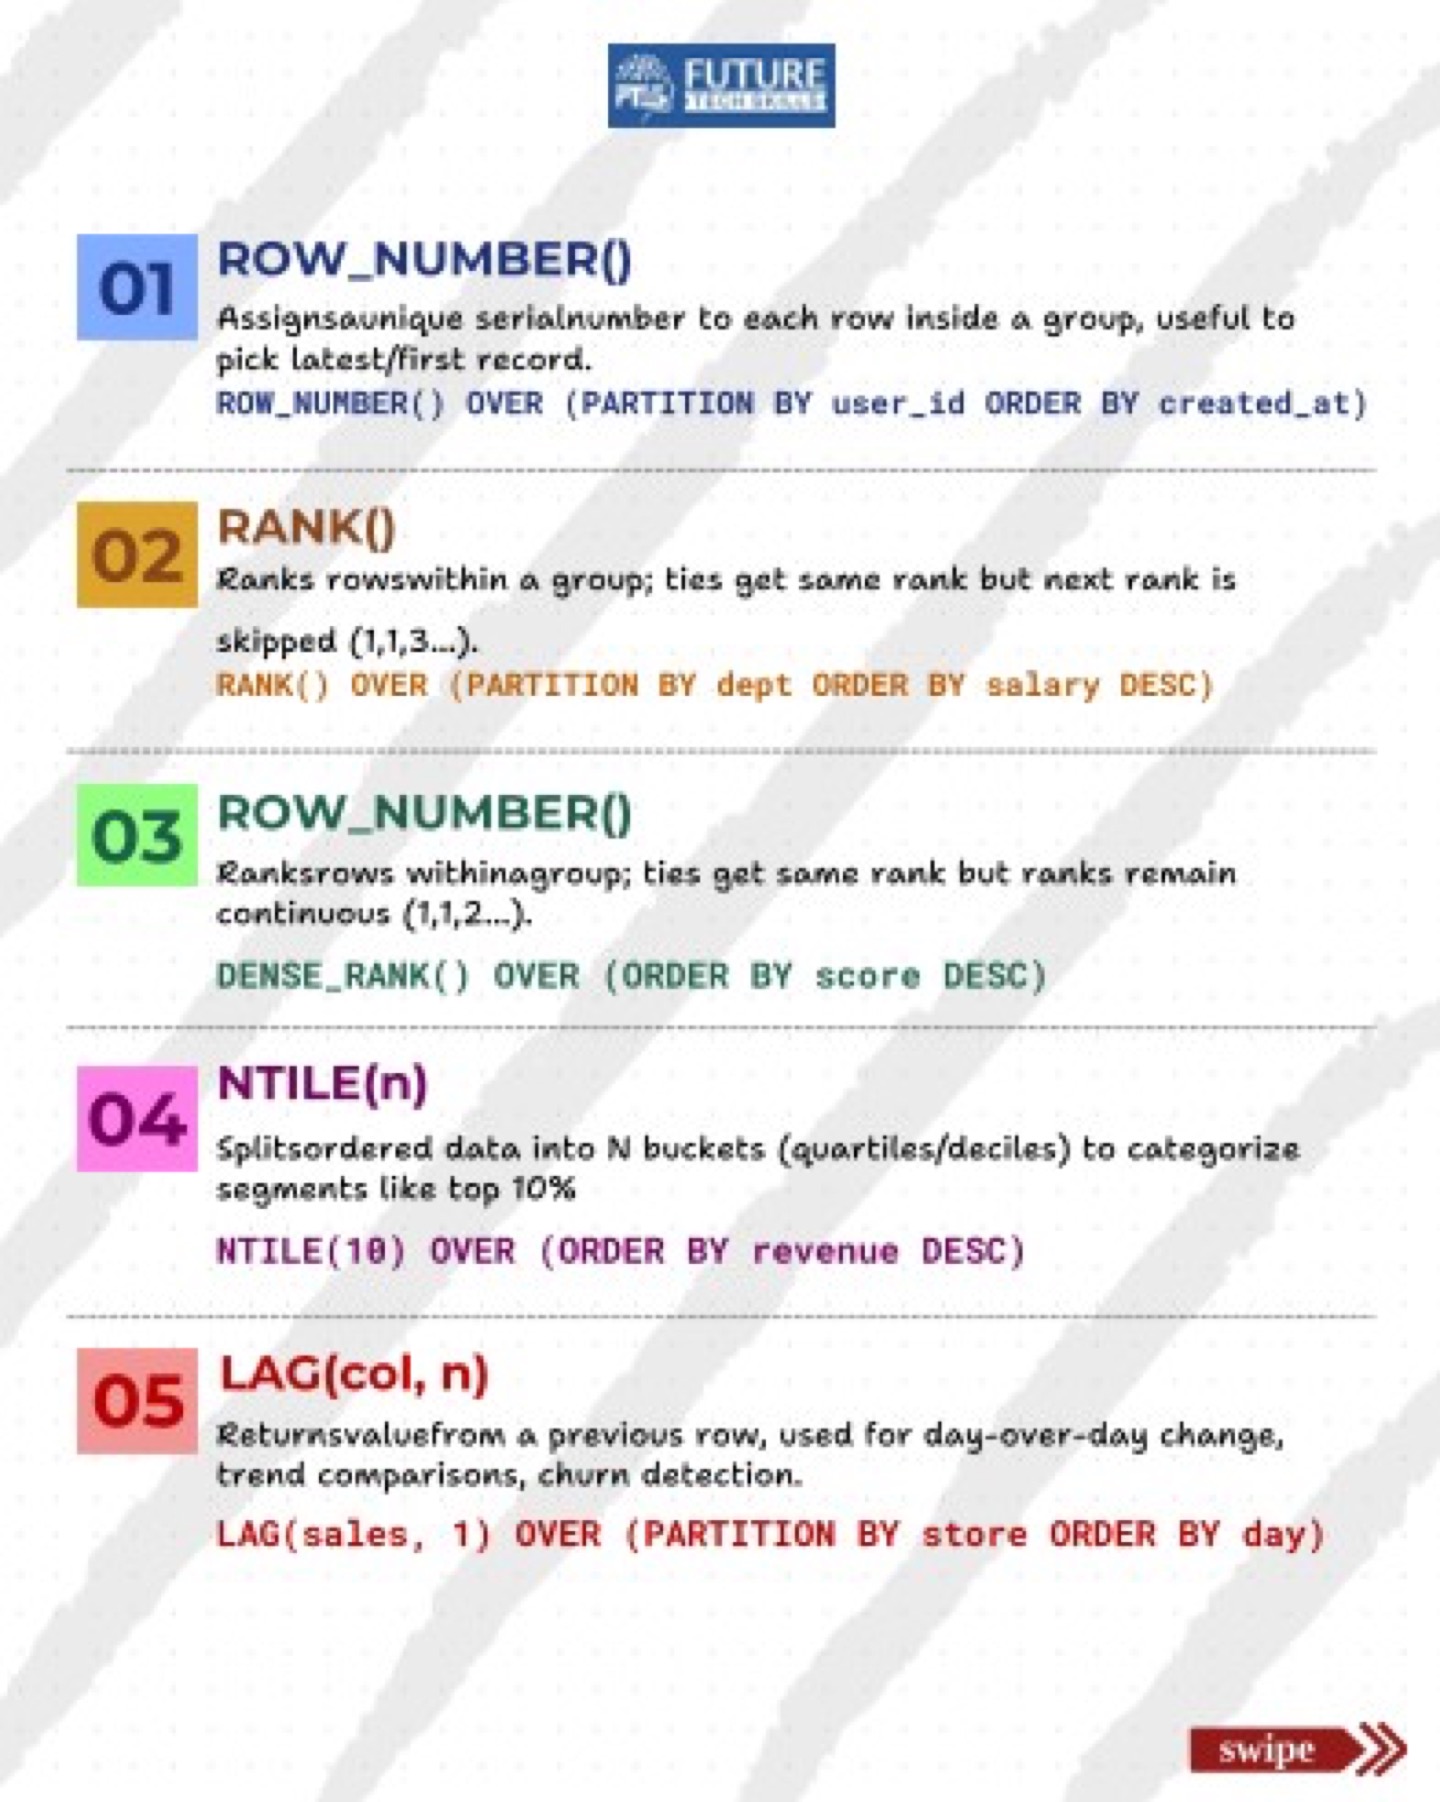 FUTURE
TECH SKILLS
01
ROW_NUMBER()
Assignsaunique serialnumber to each row inside a group, useful to
pick latest/first record.
ROW_NUMBER() OVER (PARTITION BY user_id ORDER BY created_at)
02
RANK()
Ranks rowswithin a group; ties get same rank but next rank is
skipped (1,1,3...).
RANK() OVER (PARTITION BY dept ORDER BY salary DESC)
03
ROW_NUMBER()
Ranksrows withinagroup; ties get same rank but ranks remain
continuous (1,1,2...).
DENSE_RANK() OVER (ORDER BY score DESC)
04
NTILE(n)
Splitsordered data into N buckets (quartiles/deciles) to categorize
segments like top 10%
NTILE(10) OVER (ORDER BY revenue DESC)
05
LAG(col, n)
Returnsvaluefrom a previous row, used for day-over-day change,
trend comparisons, churn detection.
LAG(sales, 1) OVER (PARTITION BY store ORDER BY day)
swipe